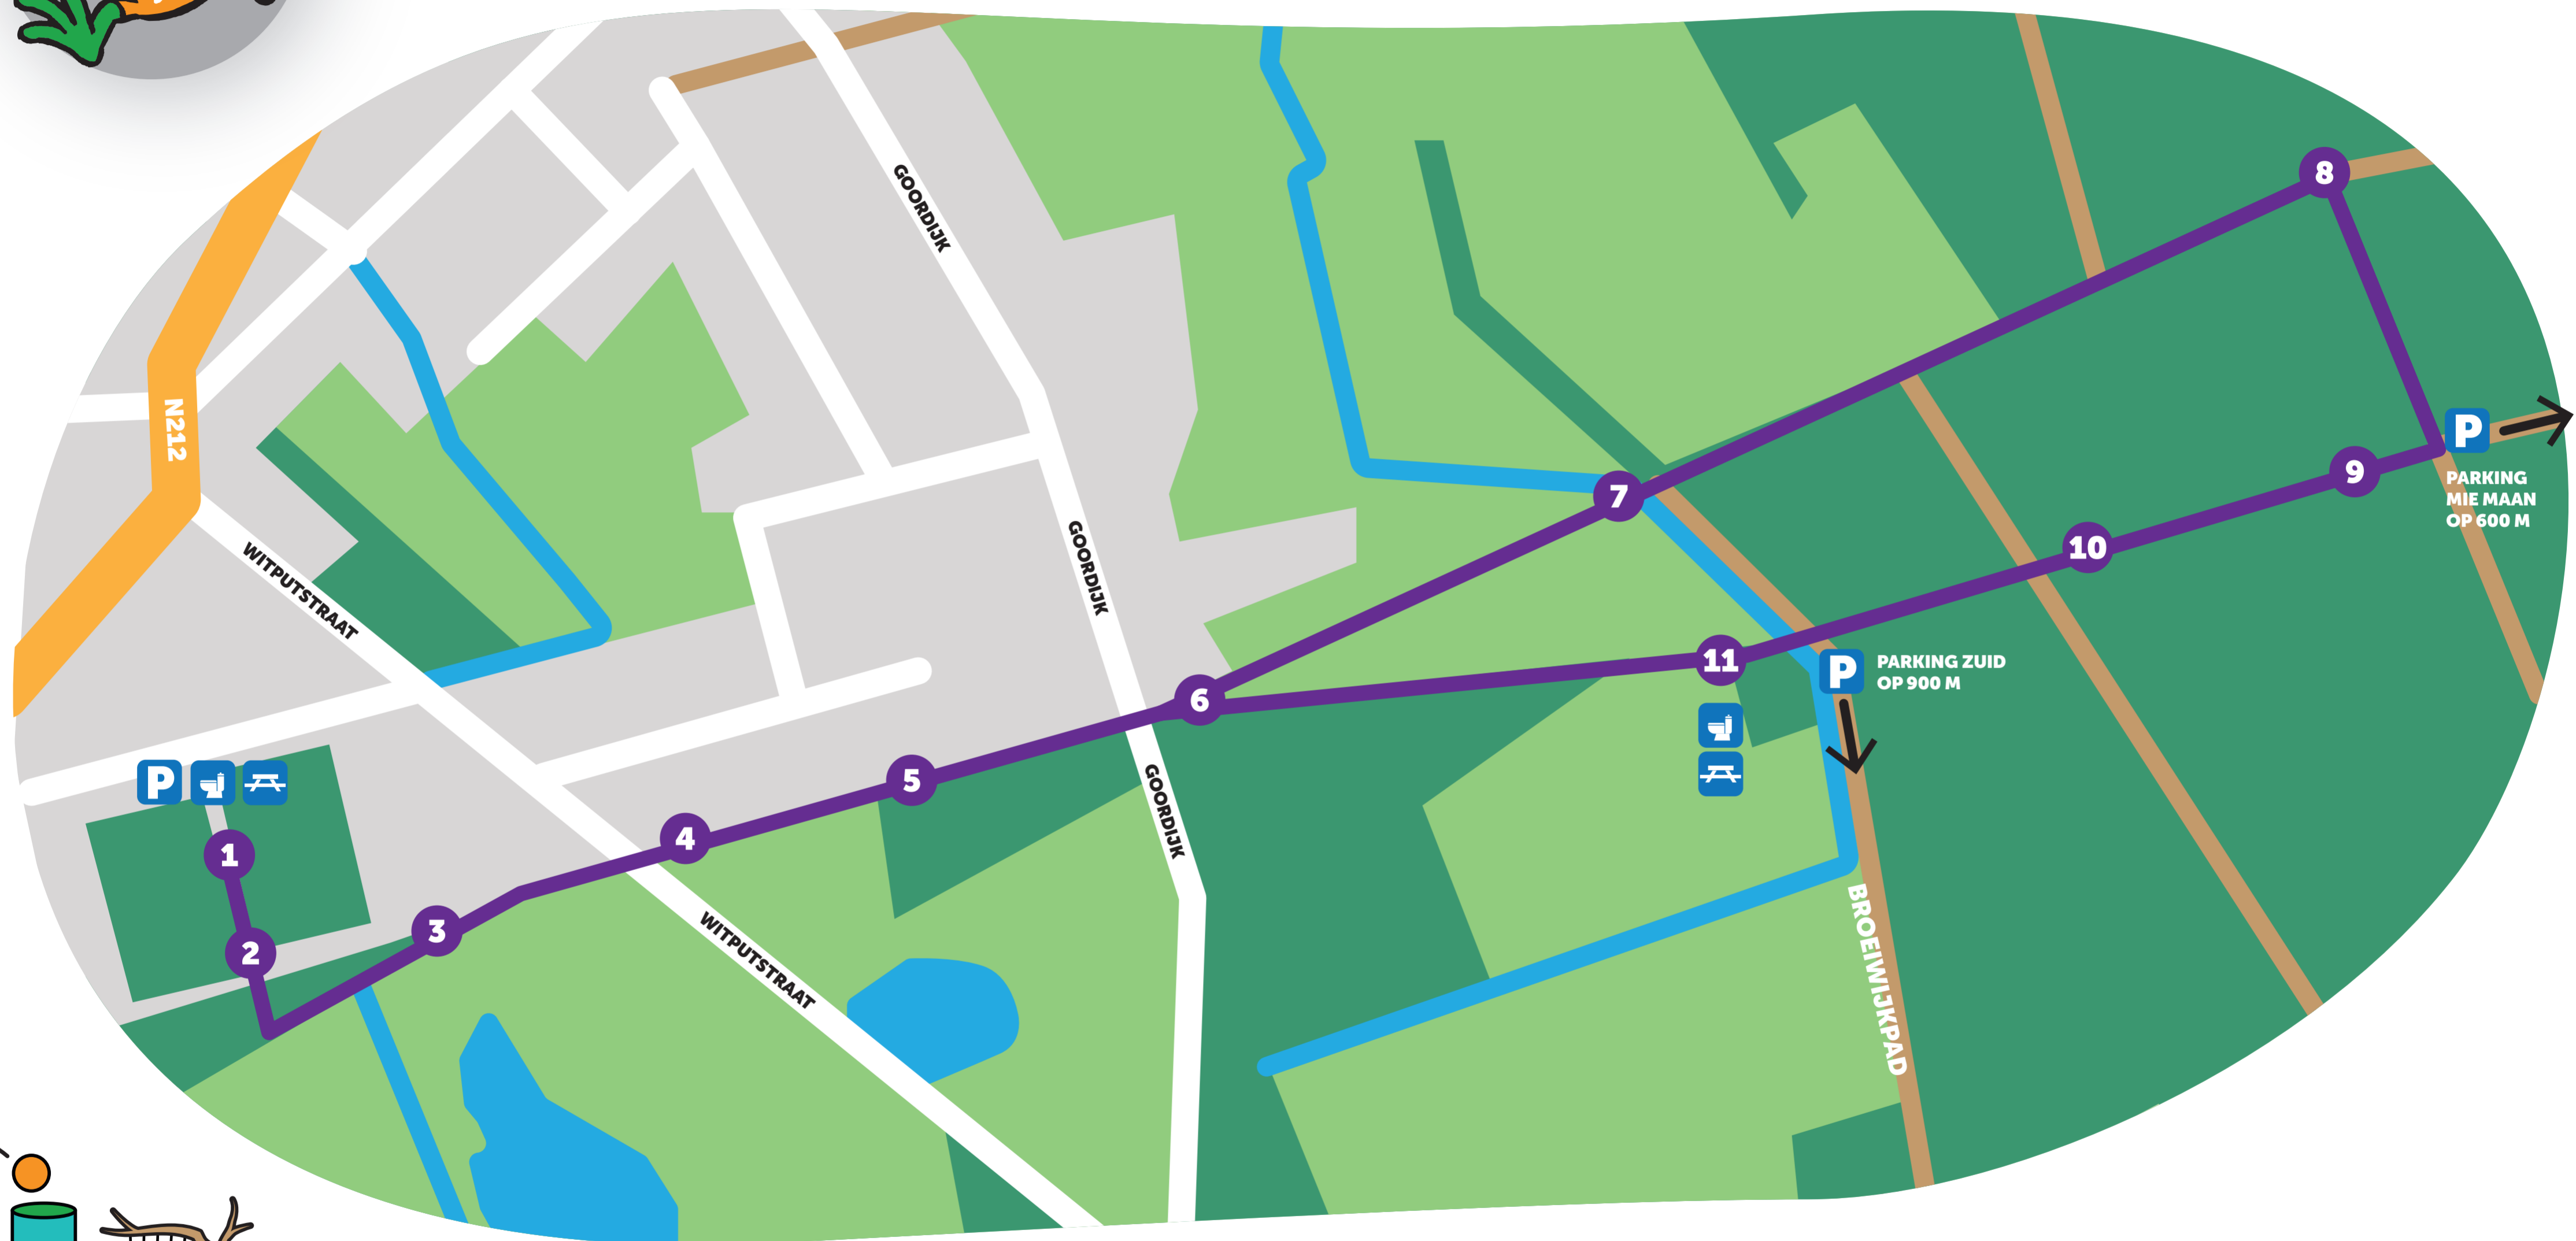 GOORDIJK
8
N212
P
PARKING
MIE MAAN
OP 600 M
9
7
GOORDIJK
10
WITPUTSTRAAT
11
P
PARKING ZUID
OP 900 M
6
P
5
4
GOORDIJK
1
3
2
WITPUTSTRAAT
BROEIWIJKPAD